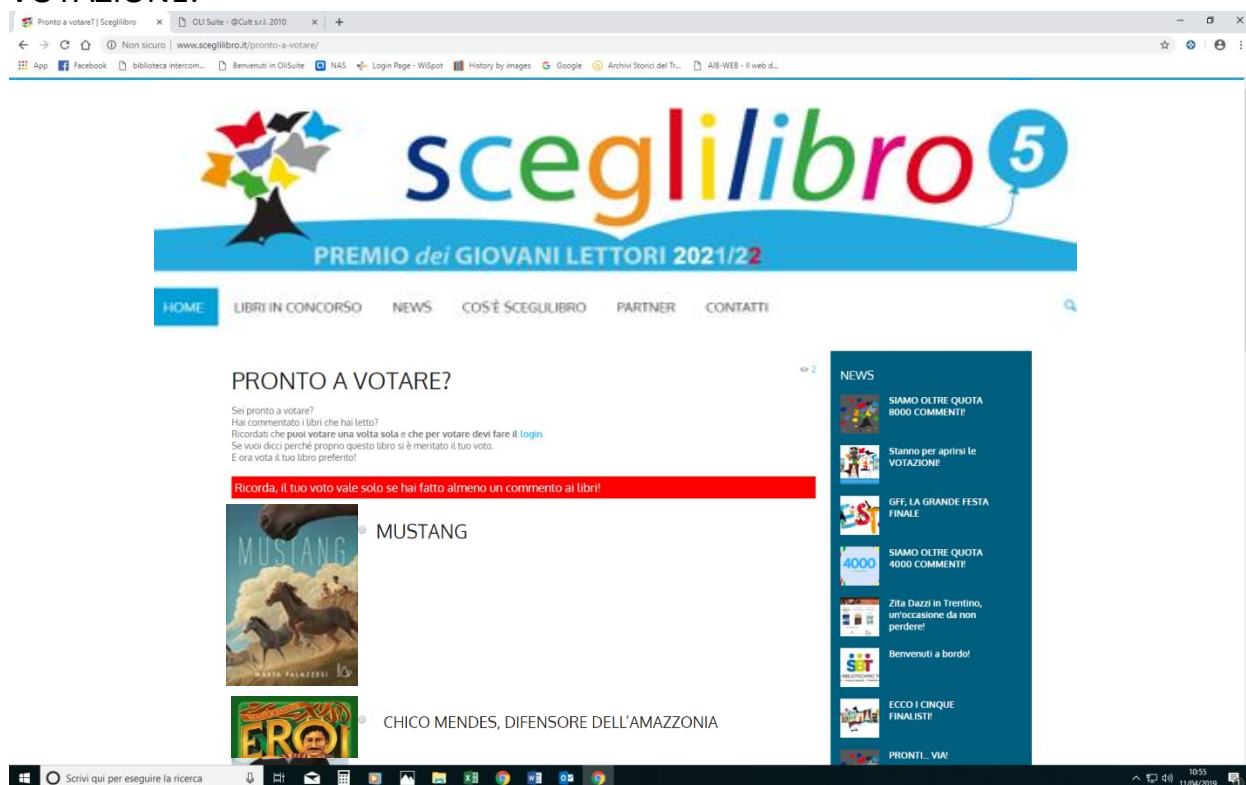 VOTAZIONE:
Pronto a votare? | Sceglilibro
OLI Suite - @Cult s.r.l. 2010
Non sicuro | www.sceglilibro.it/pronto-a-votare/
App Facebook biblioteca intercom... Benvenuti in OliSuite NAS Login Page - WiSpot History by images Google Archivi Storici del Tr... AIB-WEB - Il web d...
sceglilibro 5
PREMIO dei GIOVANI LETTORI 2021/22
HOME LIBRI IN CONCORSO NEWS COS'È SCEGLILIBRO PARTNER CONTATTI
PRONTO A VOTARE?
2
Sei pronto a votare?
Hai commentato i libri che hai letto?
Ricordati che puoi votare una volta sola e che per votare devi fare il login.
Se vuoi dicci perché proprio questo libro si è meritato il tuo voto.
E ora vota il tuo libro preferito!
Ricorda, il tuo voto vale solo se hai fatto almeno un commento ai libri!
MUSTANG
MARTA PALAZZESI
MUSTANG
EROI
CHICO MENDES, DIFENSORE DELL'AMAZZONIA
NEWS
SIAMO OLTRE QUOTA
8000 COMMENTI!
Stanno per aprirsi le
VOTAZIONI!
GFF, LA GRANDE FESTA
FINALE
SIAMO OLTRE QUOTA
4000 COMMENTI!
4000
Zita Dazzi in Trentino,
un'occasione da non
perdere!
Benvenuti a bordo!
SBT
ECCO I CINQUE
FINALISTI!
PRONTI... VIA!
Scrivi qui per eseguire la ricerca
10:55
11/04/2019